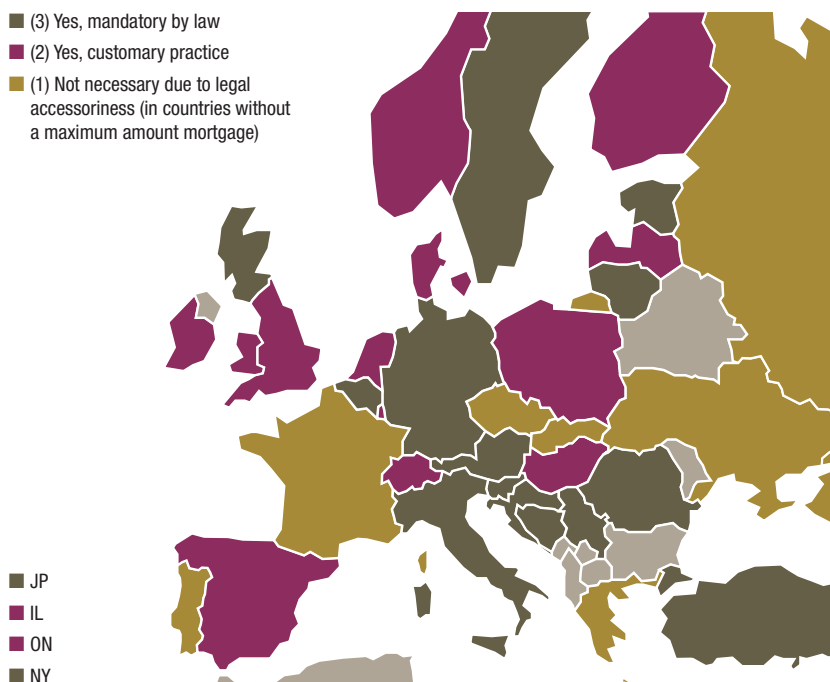 (3) Yes, mandatory by law
(2) Yes, customary practice
(1) Not necessary due to legal
accessoriness (in countries without
a maximum amount mortgage)
JP
IL
ON
NY